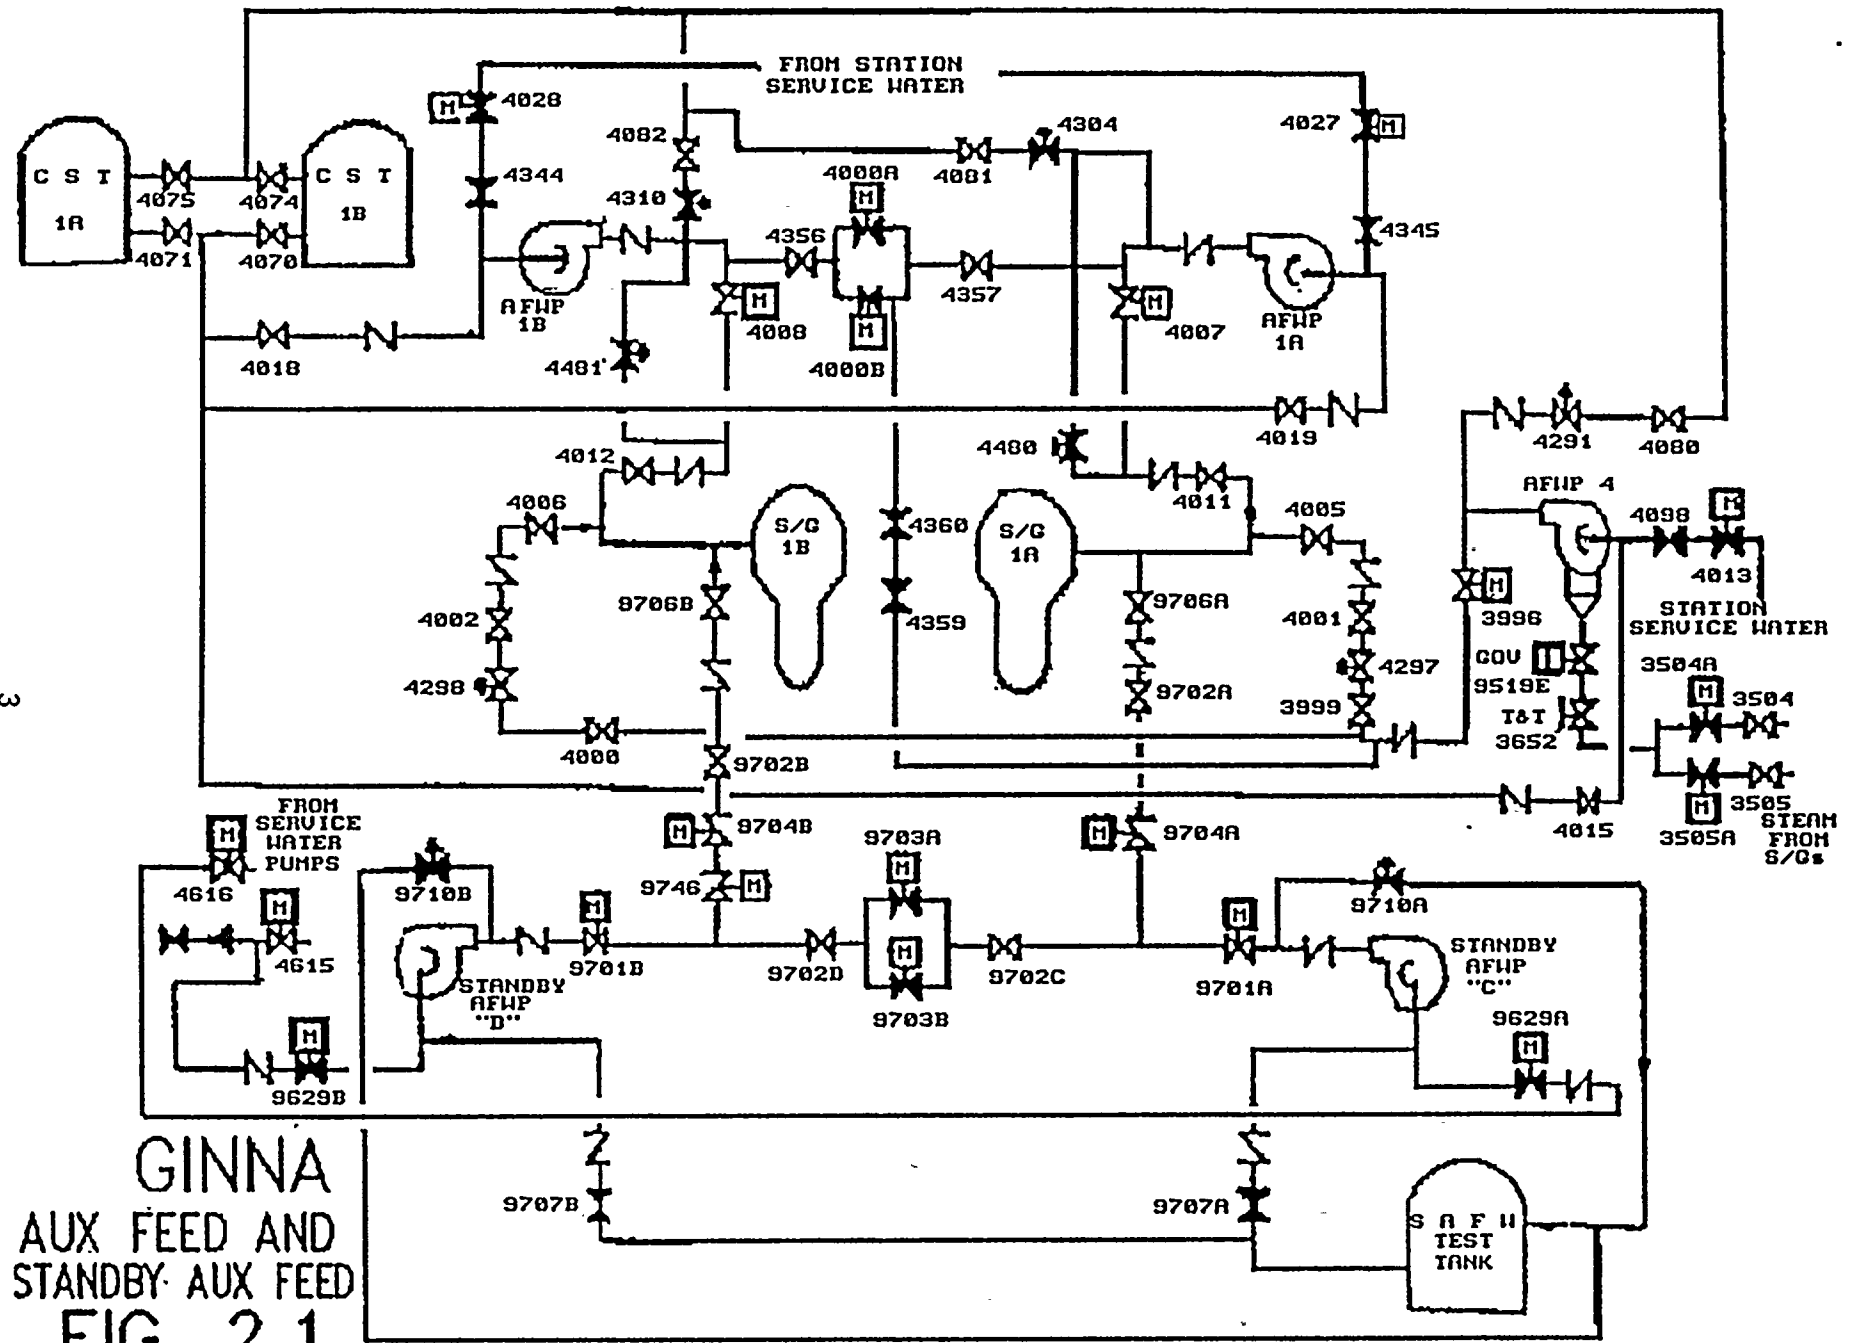 FROM STATION
SERVICE WATER
M
4028
4082
4304
4027
M
C S T
1A
4075
4074
C S T
1B
4344
4310
4000A
M
4081
4071
4070
4356
4345
AFWP
1B
M
4008
4357
M
4007
AFWP
1A
4018
4481
M
4000B
4019
4291
4080
4012
4480
4011
AFWP 4
4006
S/G
1B
4360
S/G
1A
4005
4098
M
4013
9706B
4359
9706A
4002
4001
M
3996
STATION
SERVICE WATER
4298
4297
GOV
9519E
3504A
M
3504
9702A
3999
T&T
3652
4000
9702B
3505
M
3505A
STEAM
FROM
S/Gs
4015
3
FROM
SERVICE
WATER
PUMPS
M
4616
M
9704B
9703A
M
M
9704A
9710B
9746
M
9710A
M
4615
M
9701B
9702D
M
9703B
9702C
M
9701A
STANDBY
AFWP
"D"
STANDBY
AFWP
"C"
M
9629B
9629A
M
9707B
9707A
S A F W
TEST
TANK
GINNA
AUX FEED AND
STANDBY AUX FEED
FIG 2.1